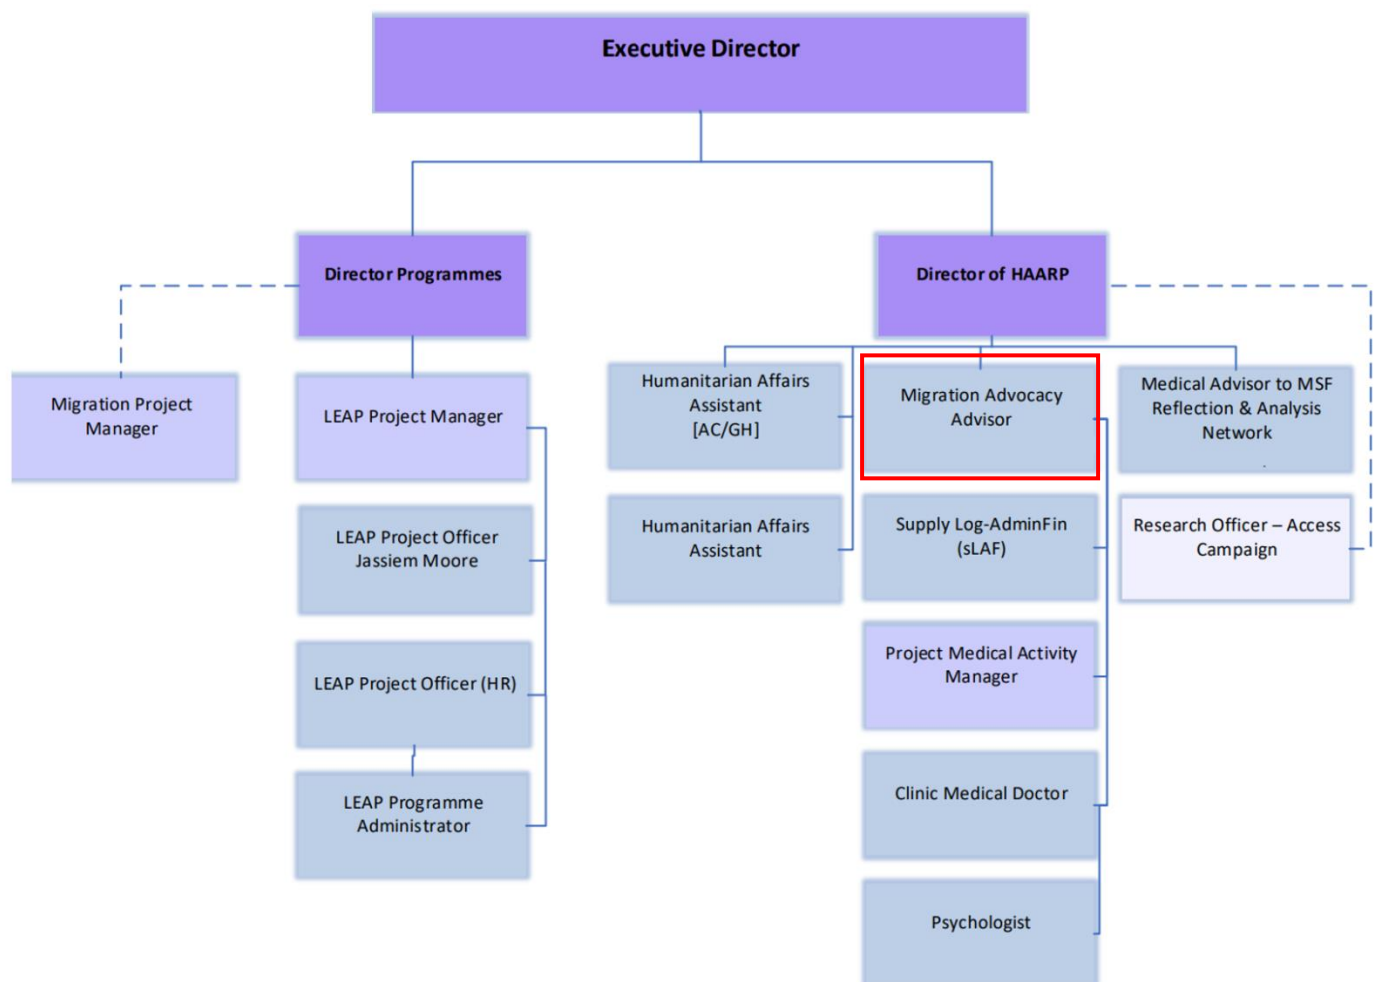 Executive Director
Director Programmes
Director of HAARP
Migration Project
Manager
LEAP Project Manager
Humanitarian Affairs
Assistant
[AC/GH]
Migration Advocacy
Advisor
Medical Advisor to MSF
Reflection & Analysis
Network
.
LEAP Project Officer
Jassiem Moore
Humanitarian Affairs
Assistant
Supply Log-AdminFin
(sLAF)
Research Officer – Access
Campaign
LEAP Project Officer (HR)
Project Medical Activity
Manager
LEAP Programme
Administrator
Clinic Medical Doctor
Psychologist